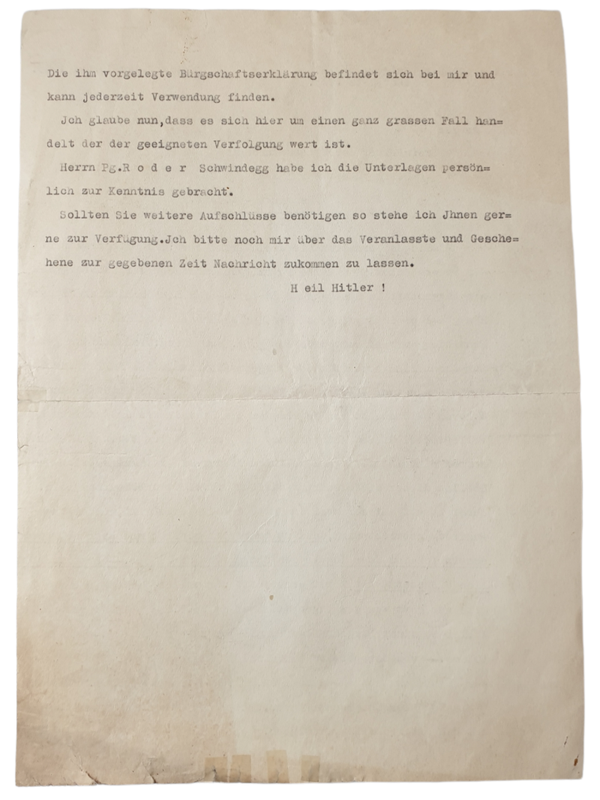 Die ihm vorgelegte Bürgschaftserklärung befindet sich bei mir und
kann jederzeit Verwendung finden.
Jch glaube nun,dass es sich hier um einen ganz grassen Fall han=
delt der der geeigneten Verfolgung wert ist.
Herrn Pg.R o d e r Schwindegg habe ich die Unterlagen persön=
lich zur Kenntnis gebracht.
Sollten Sie weitere Aufschlüsse benötigen so stehe ich Jhnen ger=
ne zur Verfügung.Jch bitte noch mir über das Veranlasste und Gesche=
hene zur gegebenen Zeit Nachricht zukommen zu lassen.
H eil Hitler !